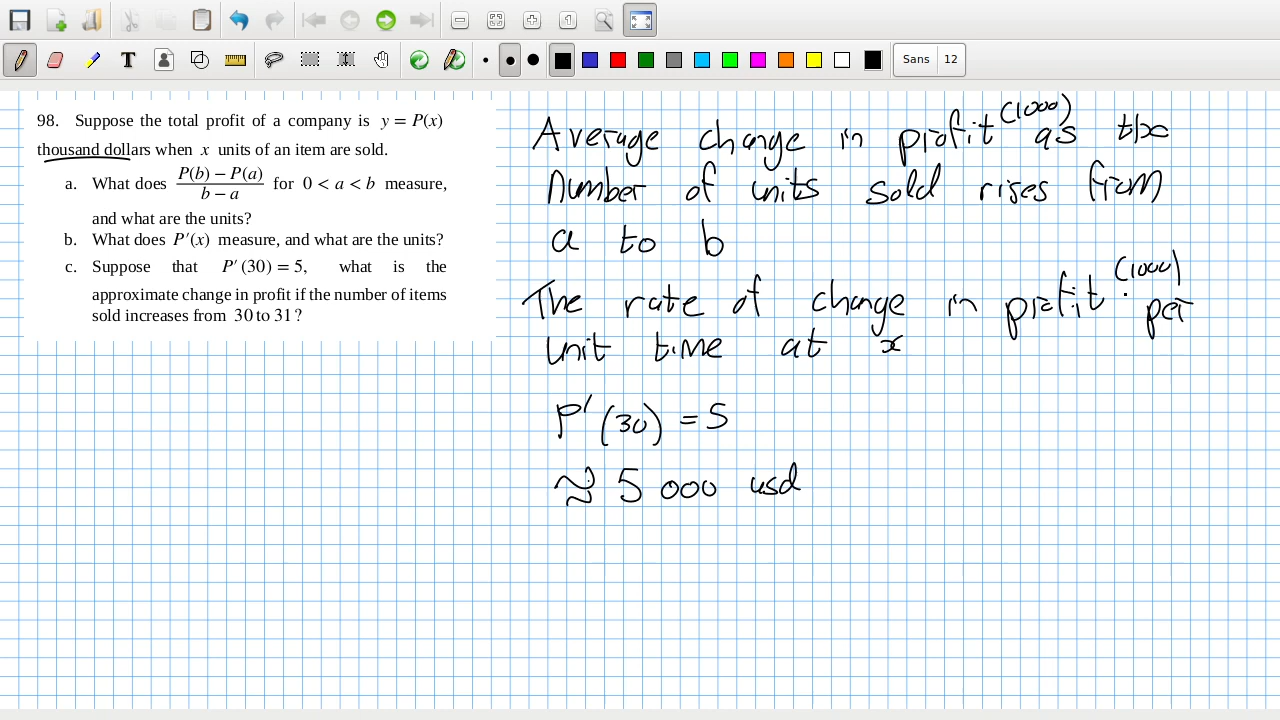 Sans 12
98. Suppose the total profit of a company is y = P(x)
thousand dollars when x units of an item are sold.
a. What does (P(b) − P(a))/(b − a) for 0 < a < b measure,
and what are the units?
b. What does P′(x) measure, and what are the units?
c. Suppose that P′(30) = 5, what is the
approximate change in profit if the number of items
sold increases from 30 to 31?
Average change in profit (1000) as the
Number of units sold rises from
a to b
The rate of change in profit (1000) per
unit time at x
P'(30) = 5
≈ 5 000 usd